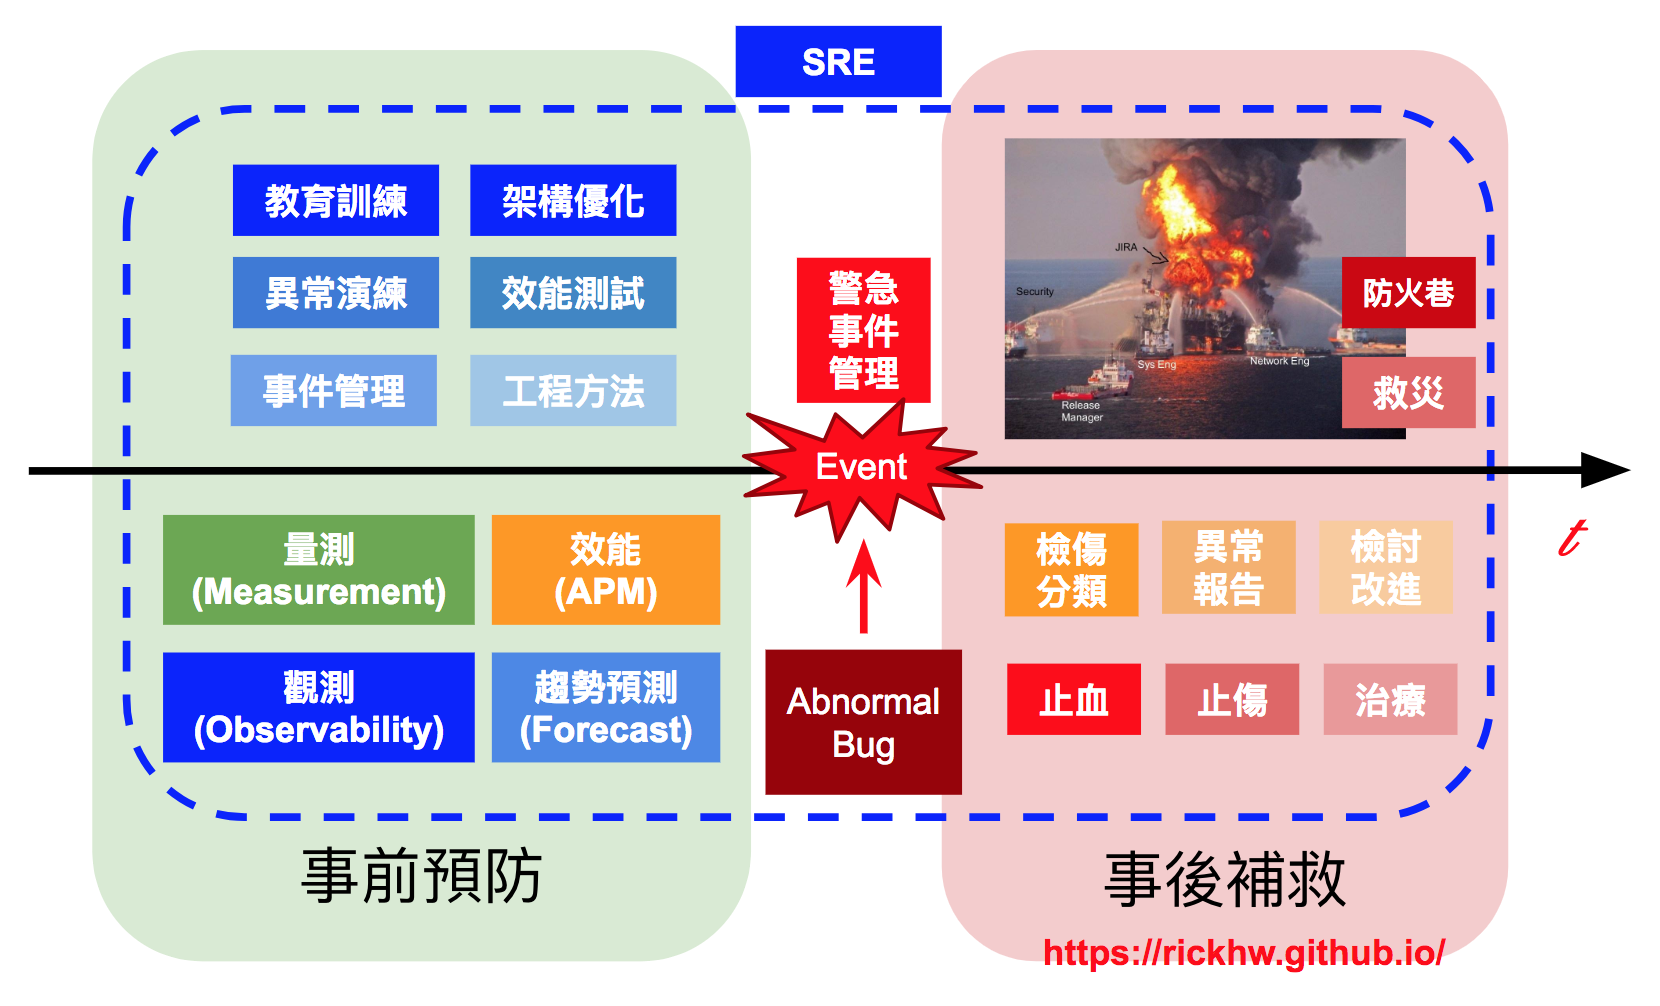 SRE
教育訓練
架構優化
異常演練
效能測試
事件管理
工程方法
警急
事件
管理
JIRA
Security
Sys Eng
Network Eng
Release
Manager
防火巷
救災
Event
t
量測
(Measurement)
效能
(APM)
觀測
(Observability)
趨勢預測
(Forecast)
Abnormal
Bug
檢傷
分類
異常
報告
檢討
改進
止血
止傷
治療
事前預防
事後補救
https://rickhw.github.io/